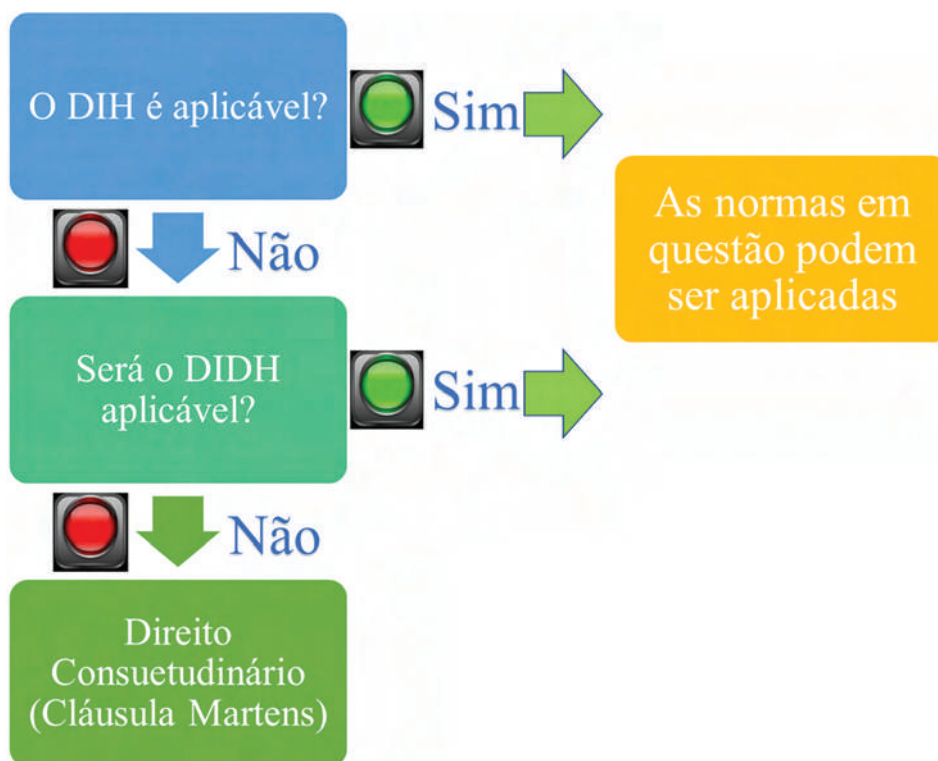 O DIH é aplicável?
Sim
As normas em
questão podem
ser aplicadas
Não
Será o DIDH
aplicável?
Sim
Não
Direito
Consuetudinário
(Cláusula Martens)